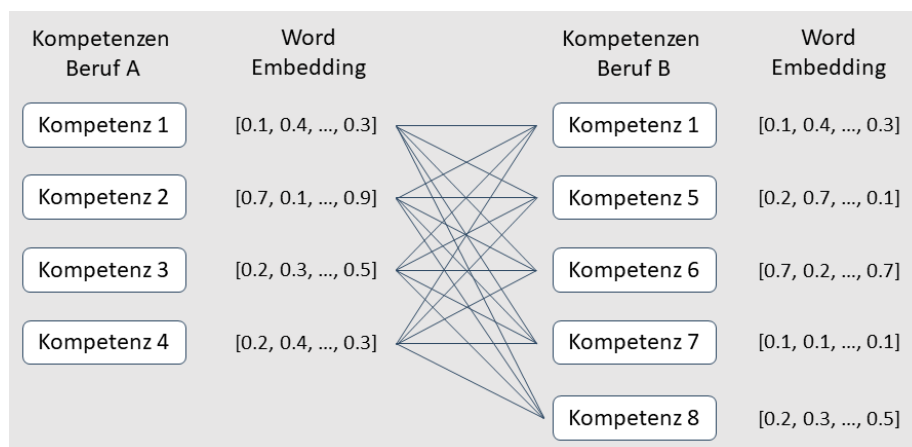 Kompetenzen
Beruf A
Word
Embedding
Kompetenzen
Beruf B
Word
Embedding
Kompetenz 1
[0.1, 0.4, ..., 0.3]
Kompetenz 1
[0.1, 0.4, ..., 0.3]
Kompetenz 2
[0.7, 0.1, ..., 0.9]
Kompetenz 5
[0.2, 0.7, ..., 0.1]
Kompetenz 3
[0.2, 0.3, ..., 0.5]
Kompetenz 6
[0.7, 0.2, ..., 0.7]
Kompetenz 4
[0.2, 0.4, ..., 0.3]
Kompetenz 7
[0.1, 0.1, ..., 0.1]
Kompetenz 8
[0.2, 0.3, ..., 0.5]